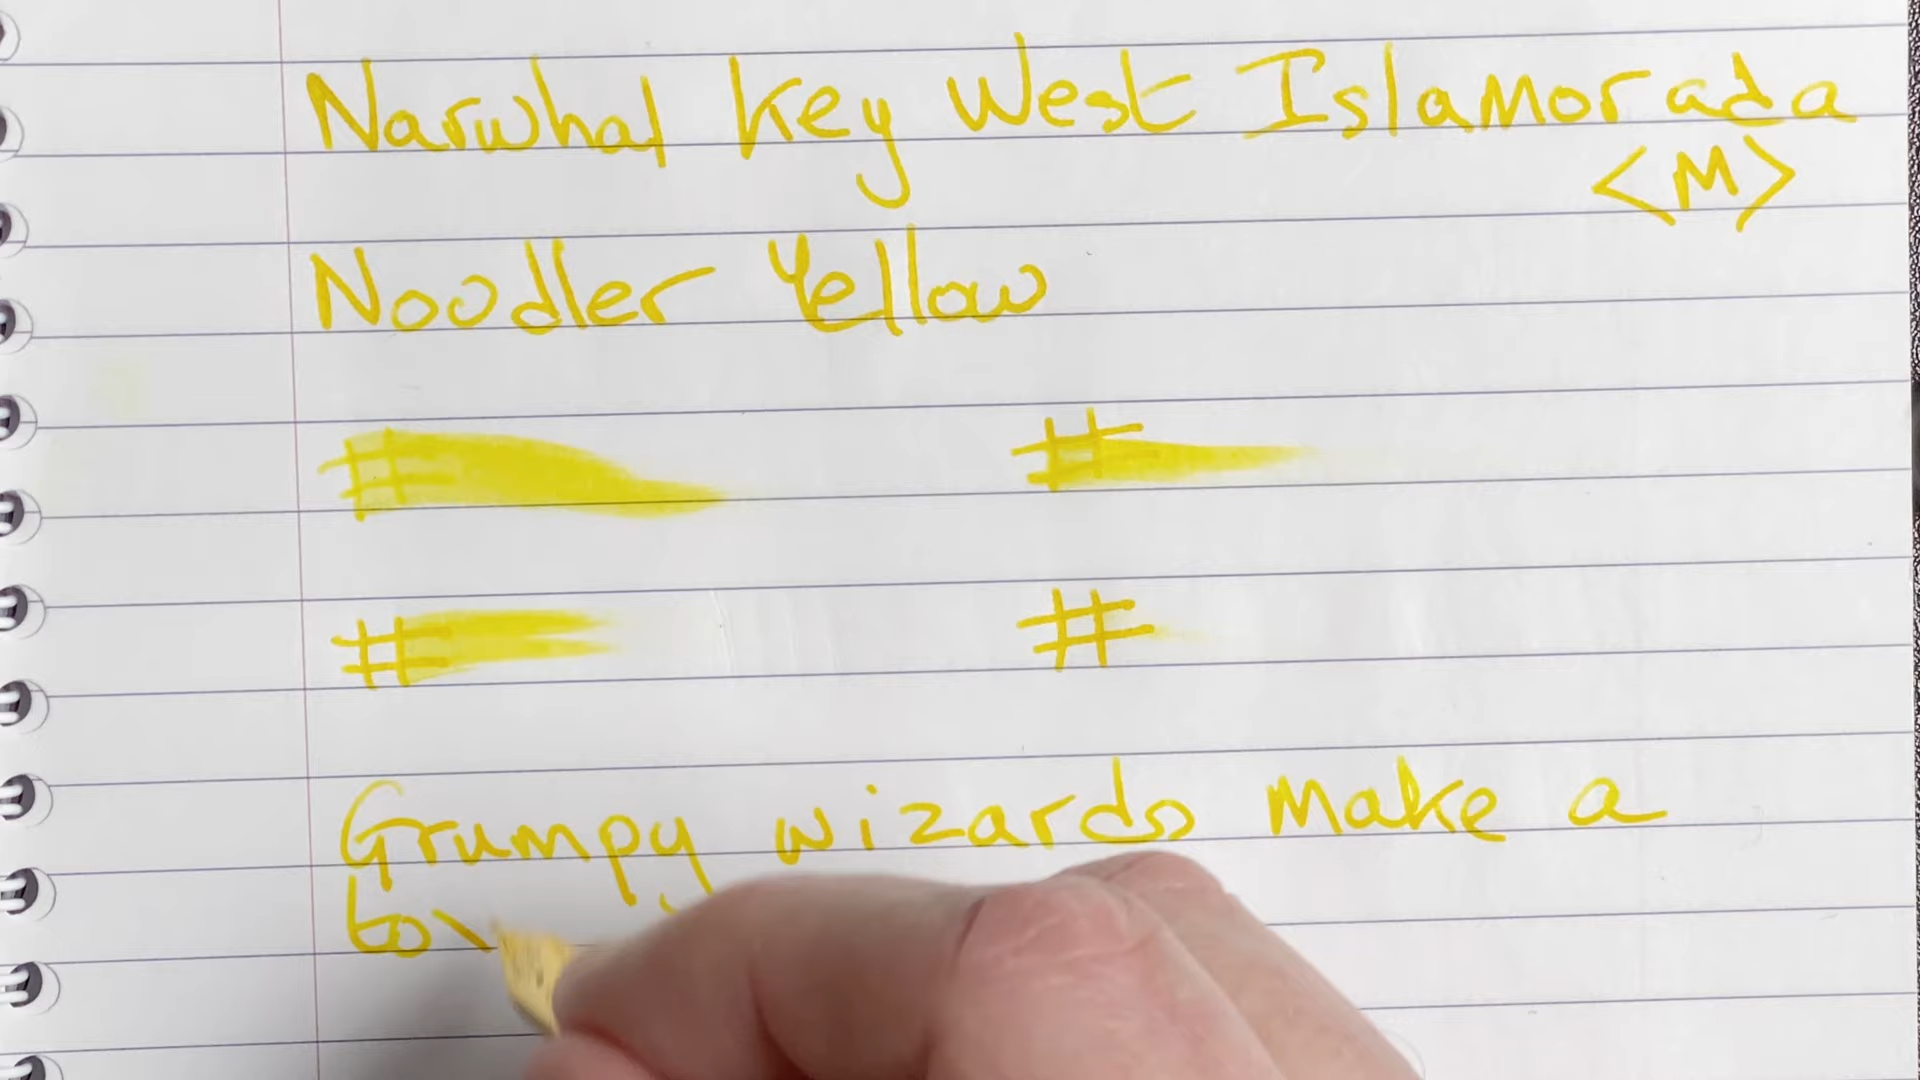 Narwhal Key West Islamorada
<M>
Noodler Yellow
# #
# #
Grumpy wizards make a